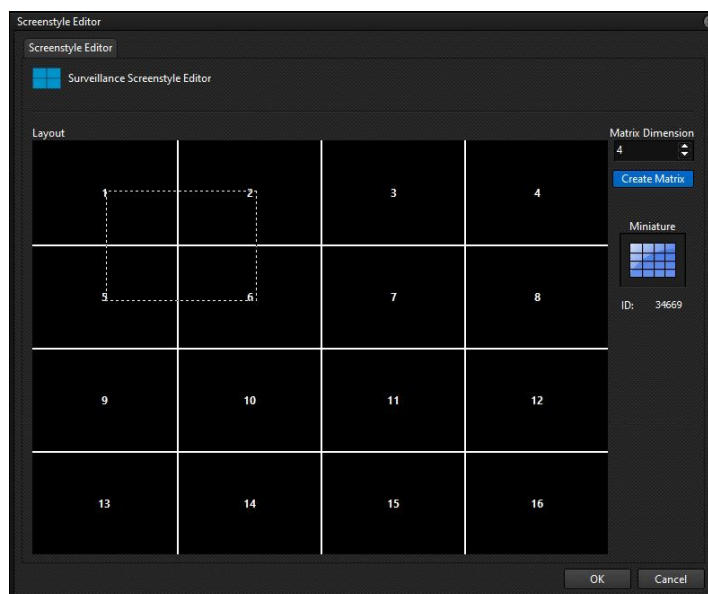 Screenstyle Editor
Screenstyle Editor
Surveillance Screenstyle Editor
Layout
Matrix Dimension
4
Create Matrix
1 2 3 4
Miniature
5 6 7 8
ID: 34669
9 10 11 12
13 14 15 16
OK Cancel